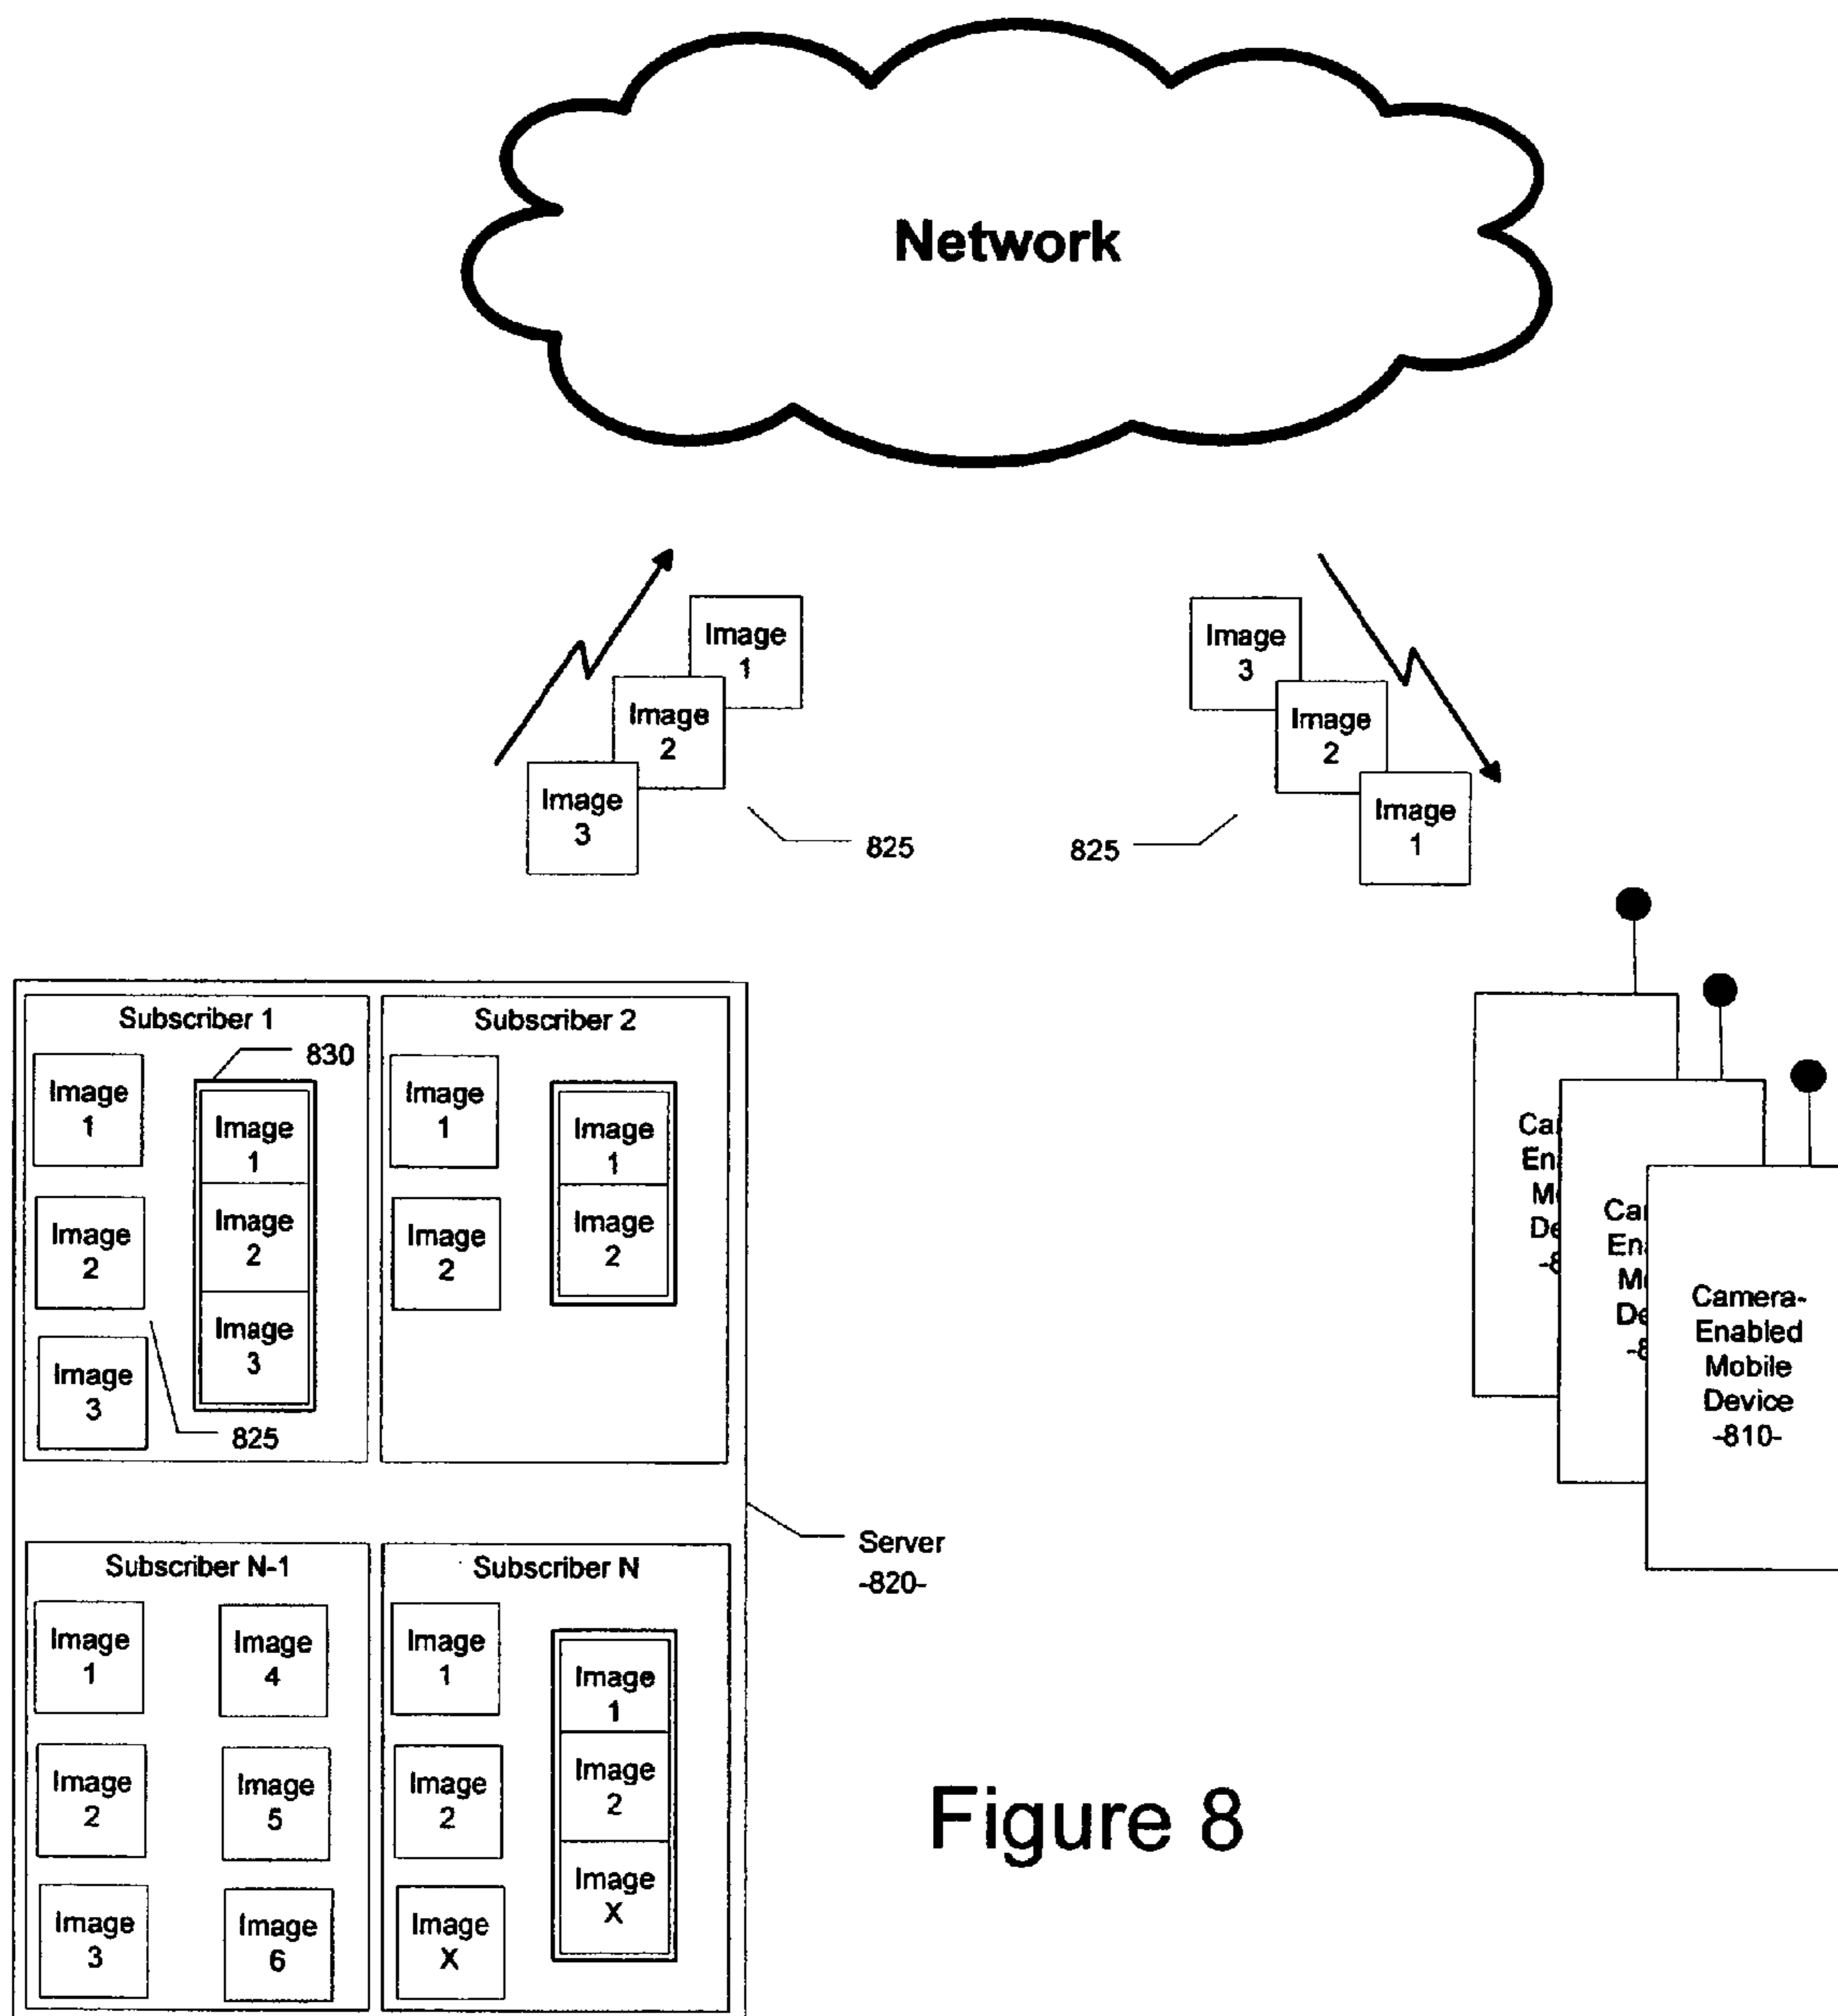 Network
Image
1
Image
2
Image
3
825
Image
3
Image
2
Image
1
825
Subscriber 1
830
Image
1
Image
2
Image
3
Image
1
Image
2
Image
3
825
Subscriber 2
Image
1
Image
2
Image
1
Image
2
Subscriber N-1
Image
1
Image
2
Image
3
Image
4
Image
5
Image
6
Subscriber N
Image
1
Image
2
Image
X
Image
1
Image
2
Image
X
Server
-820-
Camera-
Enabled
Mobile
Device
-810-
Figure 8